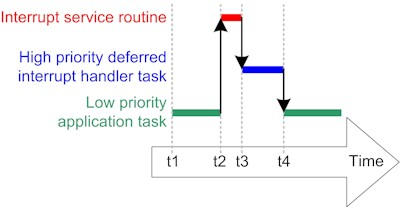 Interrupt service routine
High priority deferred
interrupt handler task
Low priority
application task
t1 t2 t3 t4 Time